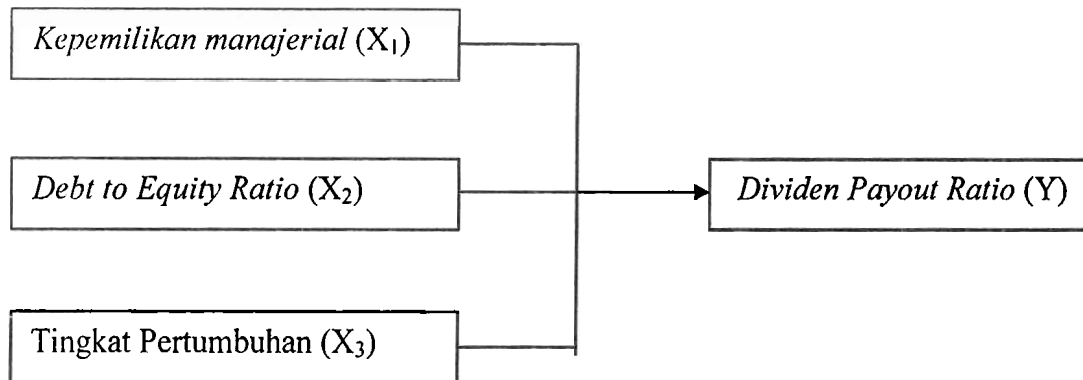 Kepemilikan manajerial (X₁)
Debt to Equity Ratio (X₂)
Dividen Payout Ratio (Y)
Tingkat Pertumbuhan (X₃)